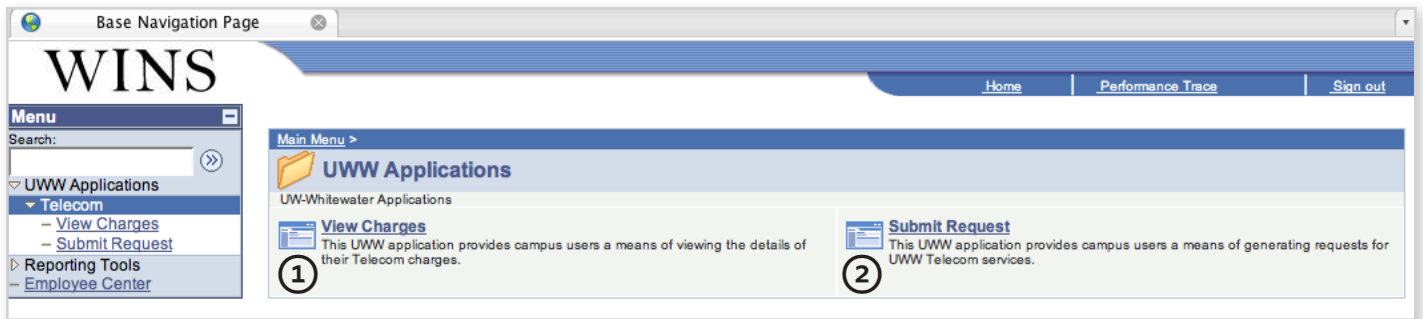 Base Navigation Page
WINS
Home
Performance Trace
Sign out
Menu
Search:
UWW Applications
Telecom
– View Charges
– Submit Request
Reporting Tools
– Employee Center
Main Menu >
UWW Applications
UW-Whitewater Applications
View Charges
This UWW application provides campus users a means of viewing the details of
their Telecom charges.
1
Submit Request
This UWW application provides campus users a means of generating requests for
UWW Telecom services.
2